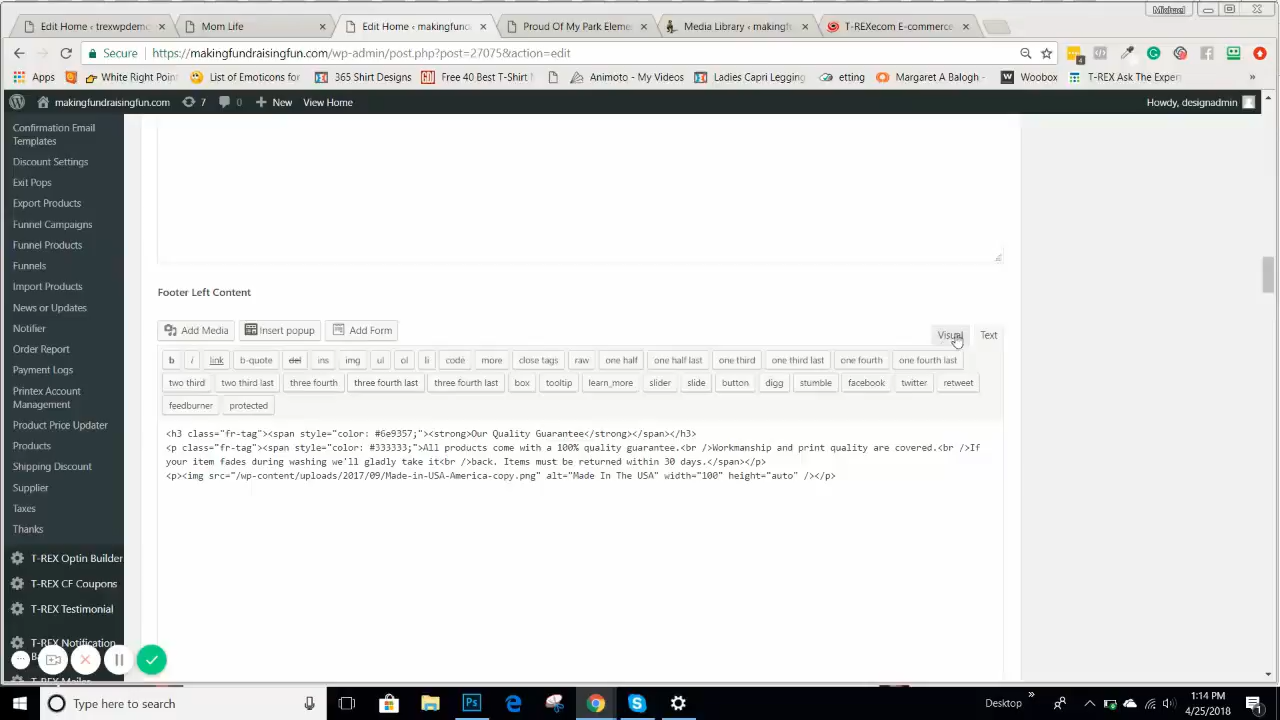 Michael
Edit Home ‹ trexwpdem
Mom Life
Edit Home ‹ makingfund
Proud Of My Park Eleme
Media Library ‹ makingf
T-REXecom E-commerce
Secure
https://makingfundraisingfun.com/wp-admin/post.php?post=27075&action=edit
Apps
White Right Point
List of Emoticons for
365 Shirt Designs
Free 40 Best T-Shirt
Animoto - My Videos
Ladies Capri Legging
etting
Margaret A Balogh
Woobox
T-REX Ask The Exper
makingfundraisingfun.com
7
0
New
View Home
Howdy, designadmin
Confirmation Email
Templates
Discount Settings
Exit Pops
Export Products
Funnel Campaigns
Funnel Products
Funnels
Import Products
News or Updates
Notifier
Order Report
Payment Logs
Printex Account
Management
Product Price Updater
Products
Shipping Discount
Supplier
Taxes
Thanks
T-REX Optin Builder
T-REX CF Coupons
T-REX Testimonial
T-REX Notification
Footer Left Content
Add Media
Insert popup
Add Form
Visual
Text
b i link b-quote del ins img ul ol li code more close tags raw one half one half last one third one third last one fourth one fourth last
two third two third last three fourth three fourth last three fourth last box tooltip learn_more slider slide button digg stumble facebook twitter retweet
feedburner protected
<h3 class="fr-tag"><span style="color: #6e9357;"><strong>Our Quality Guarantee</strong></span></h3>
<p class="fr-tag"><span style="color: #333333;">All products come with a 100% quality guarantee.<br />Workmanship and print quality are covered.<br />If
your item fades during washing we'll gladly take it<br />back. Items must be returned within 30 days.</span></p>
<p><img src="/wp-content/uploads/2017/09/Made-in-USA-America-copy.png" alt="Made In The USA" width="100" height="auto" /></p>
Type here to search
Desktop
1:14 PM
4/25/2018